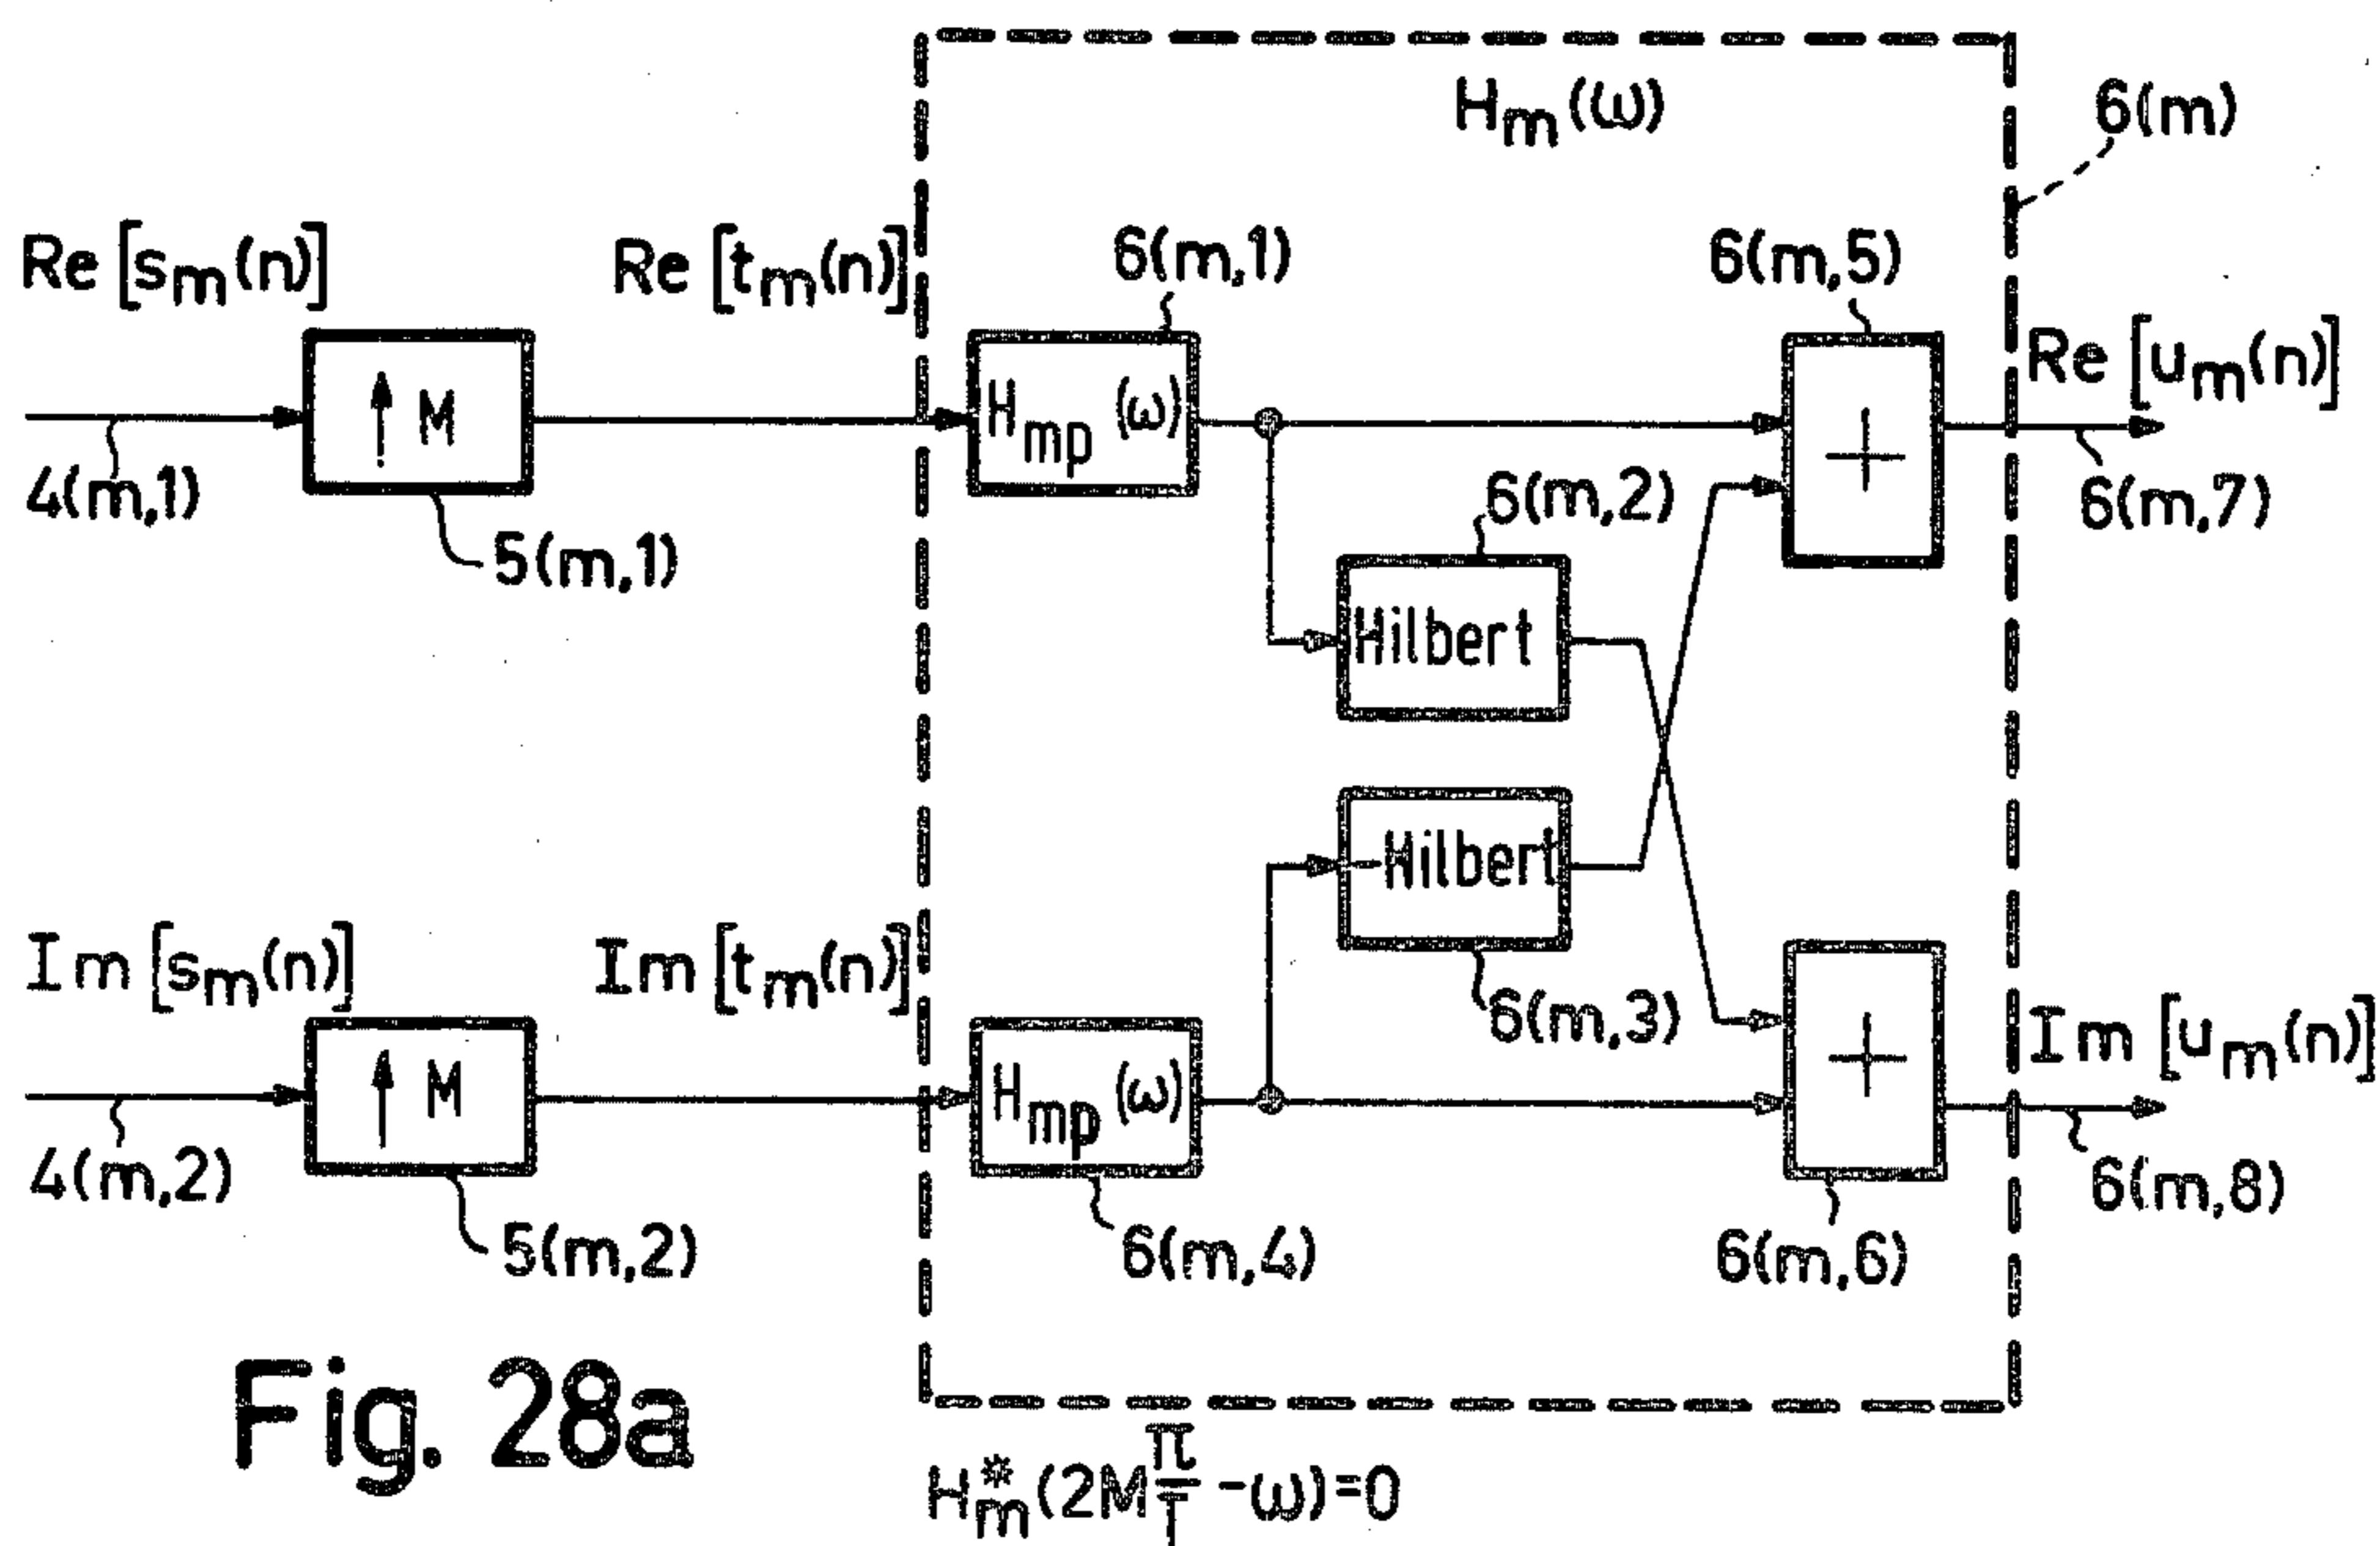 Hm(ω)
6(m)
Re [sm(n)]
Re [tm(n)]
6(m,1)
6(m,5)
↑ M
Hmp (ω)
+
Re [um(n)]
4(m,1)
5(m,1)
6(m,2)
6(m,7)
Hilbert
-Hilbert
Im [sm(n)]
Im [tm(n)]
6(m,3)
↑ M
Hmp (ω)
+
Im [um(n)]
4(m,2)
5(m,2)
6(m,4)
6(m,6)
6(m,8)
Fig. 28a
H*m(2M π/T -ω)=0